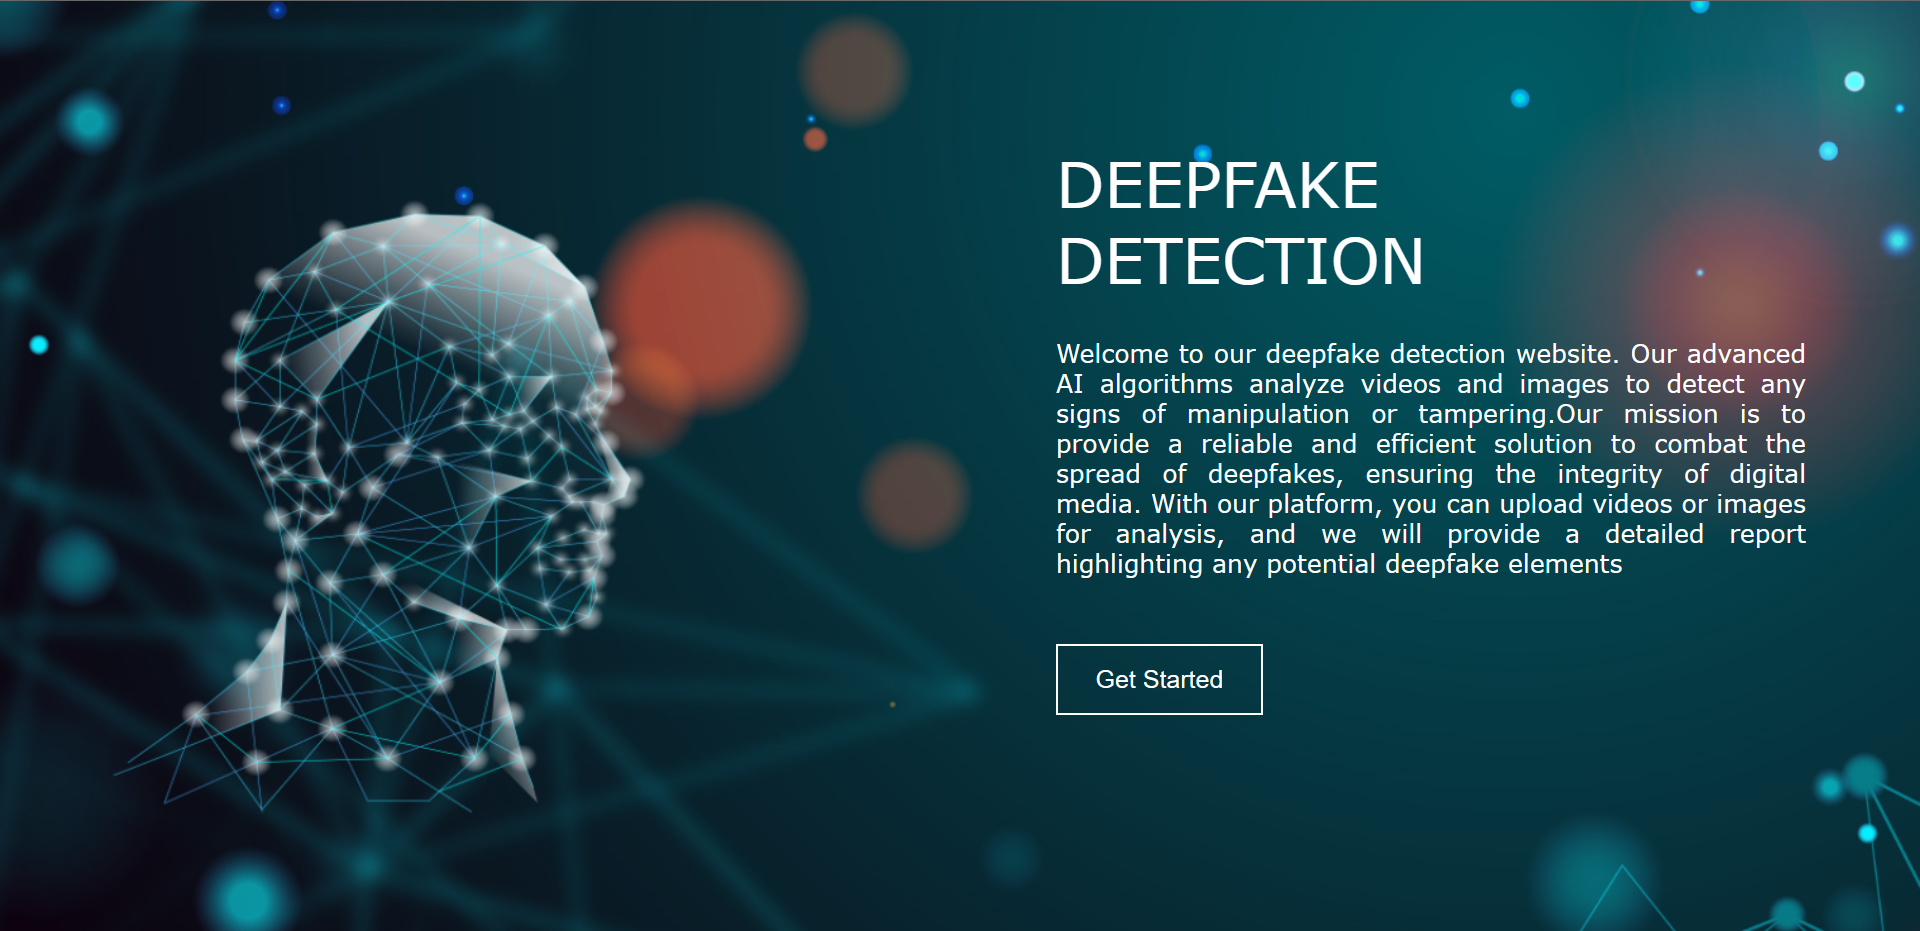 DEEPFAKE
DETECTION
Welcome to our deepfake detection website. Our advanced
AI algorithms analyze videos and images to detect any
signs of manipulation or tampering.Our mission is to
provide a reliable and efficient solution to combat the
spread of deepfakes, ensuring the integrity of digital
media. With our platform, you can upload videos or images
for analysis, and we will provide a detailed report
highlighting any potential deepfake elements
Get Started